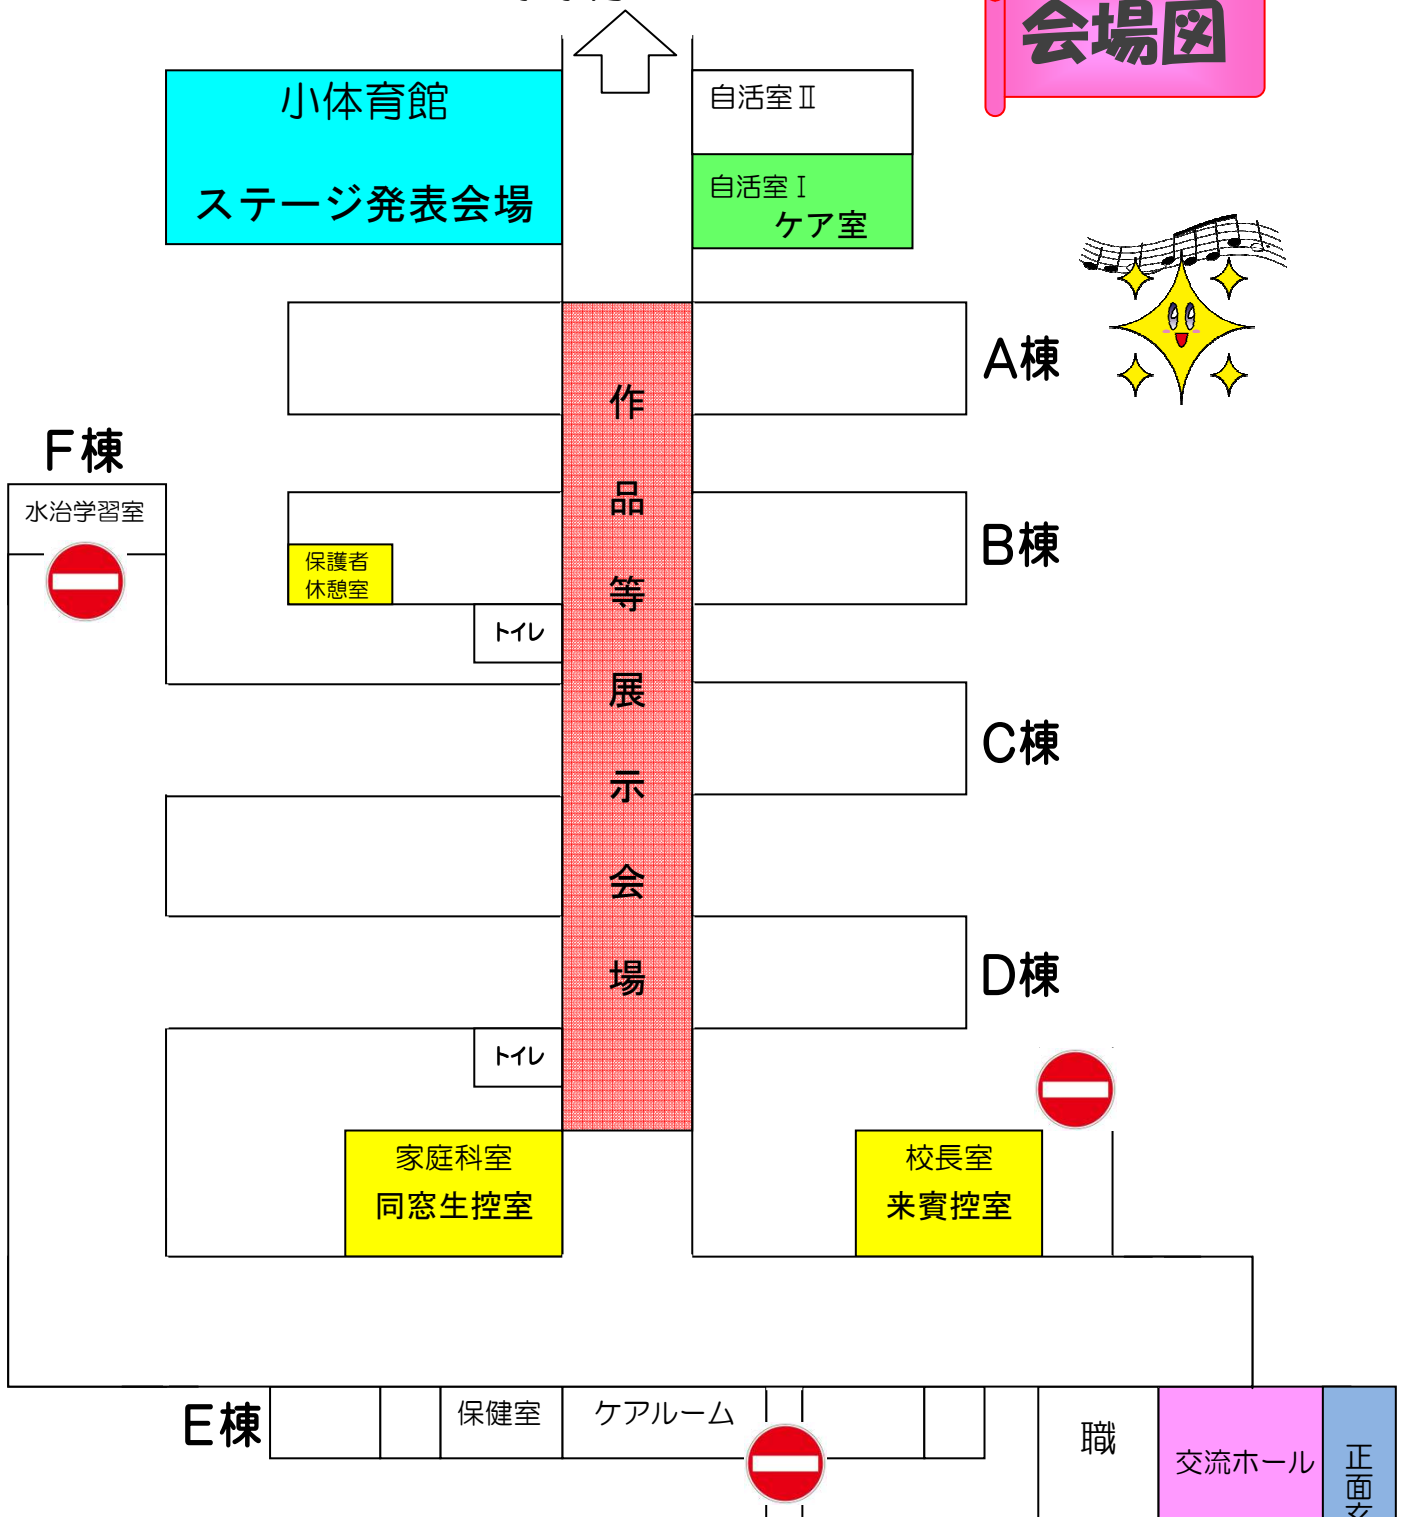 会場図
小体育館
ステージ発表会場
自活室Ⅱ
自活室Ⅰ
ケア室
A棟
F棟
水治学習室
B棟
保護者
休憩室
トイレ
作品等展示会場
C棟
D棟
トイレ
家庭科室
同窓生控室
校長室
来賓控室
E棟
保健室
ケアルーム
職
交流ホール
正面玄